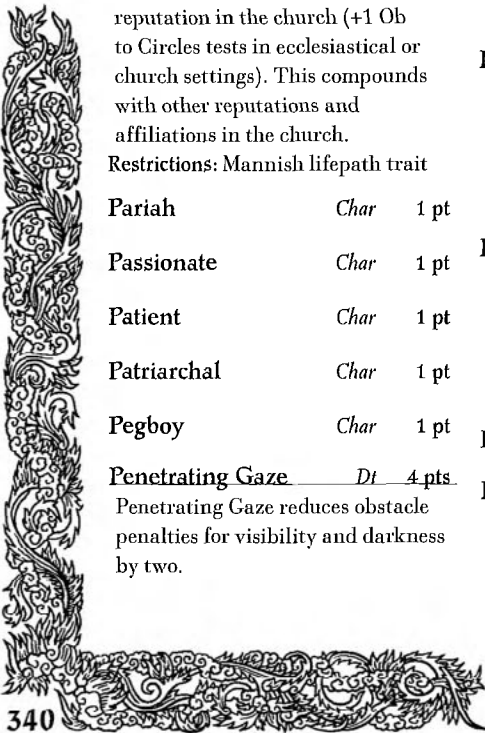 reputation in the church (+1 Ob
to Circles tests in ecclesiastical or
church settings). This compounds
with other reputations and
affiliations in the church.
Restrictions: Mannish lifepath trait
Pariah Char 1 pt
Passionate Char 1 pt
Patient Char 1 pt
Patriarchal Char 1 pt
Pegboy Char 1 pt
Penetrating Gaze Dt 4 pts
Penetrating Gaze reduces obstacle
penalties for visibility and darkness
by two.
340